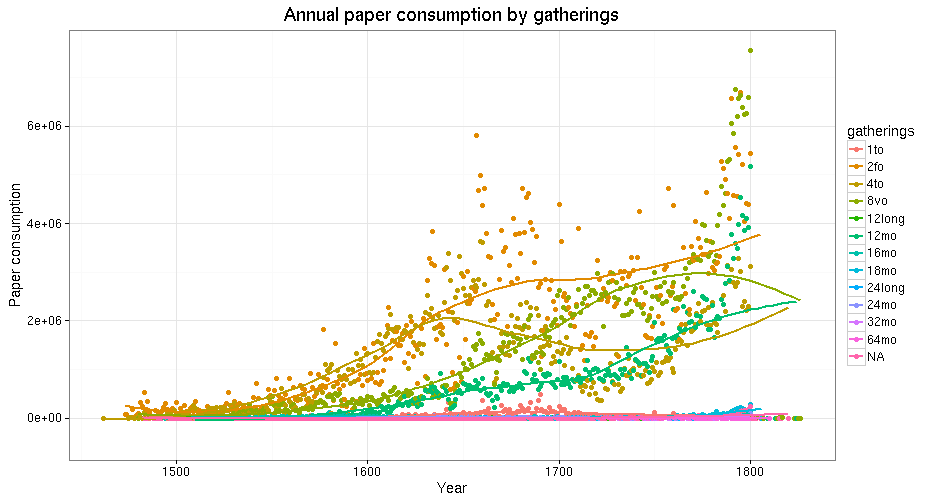 Annual paper consumption by gatherings
Paper consumption
6e+06
4e+06
2e+06
0e+00
1500
1600
1700
1800
Year
gatherings
1to
2fo
4to
8vo
12long
12mo
16mo
18mo
24long
24mo
32mo
64mo
NA